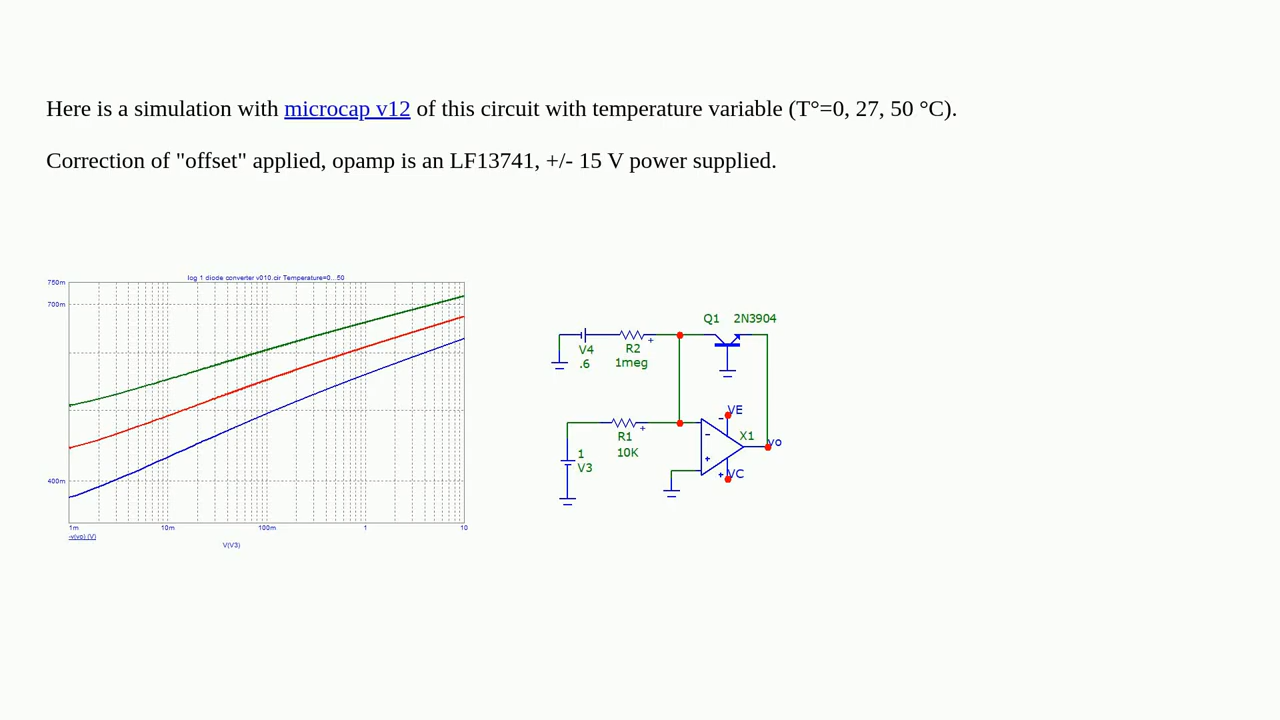 Here is a simulation with microcap v12 of this circuit with temperature variable (T°=0, 27, 50 °C).
Correction of "offset" applied, opamp is an LF13741, +/- 15 V power supplied.
log 1 diode converter v010.cir Temperature=0...50
750m
700m
400m
1m
10m
100m
1
10
-v(vo) (V)
V(V3)
Q1
2N3904
V4
.6
R2
1meg
+
VE
-
X1
vo
R1
10K
+
-
+
1
V3
+
VC